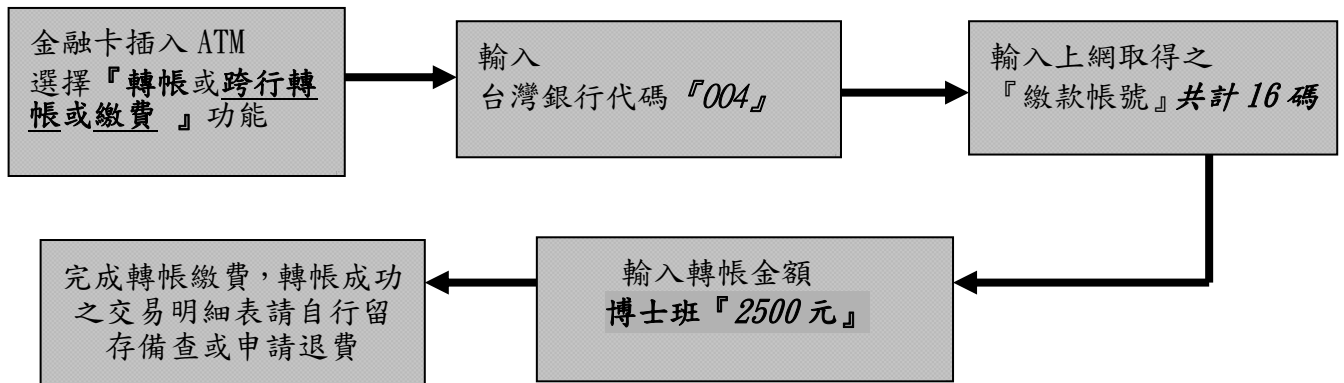 金融卡插入 ATM
選擇『轉帳或跨行轉
帳或繳費 』功能
輸入
台灣銀行代碼『004』
輸入上網取得之
『繳款帳號』共計 16 碼
輸入轉帳金額
博士班『2500 元』
完成轉帳繳費，轉帳成功
之交易明細表請自行留
存備查或申請退費